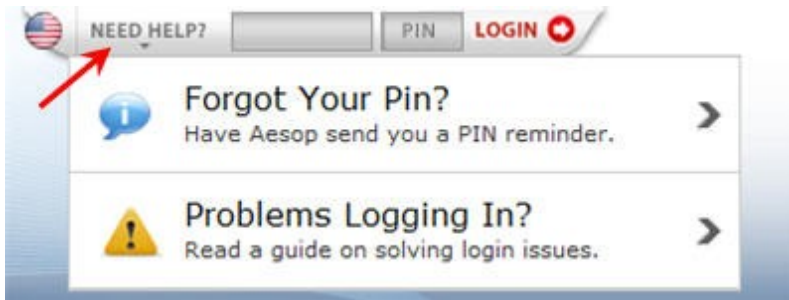 NEED HELP? PIN LOGIN
Forgot Your Pin?
Have Aesop send you a PIN reminder.
Problems Logging In?
Read a guide on solving login issues.